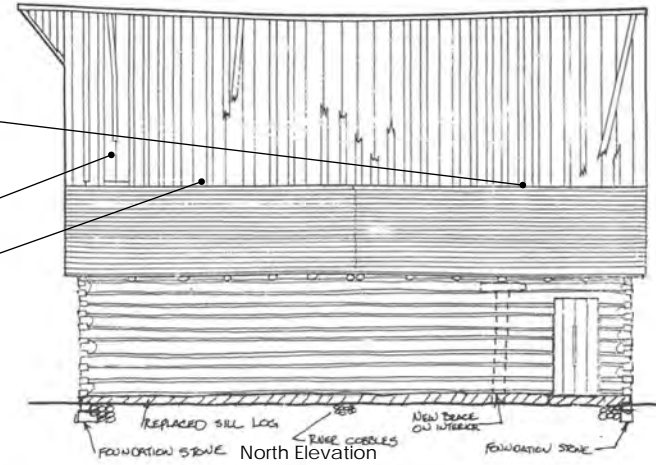 REPLACED SILL LOG
RIVER COBBLES
NEW BRACE
ON INTERIOR
FOUNDATION STONE
FOUNDATION STONE
North Elevation